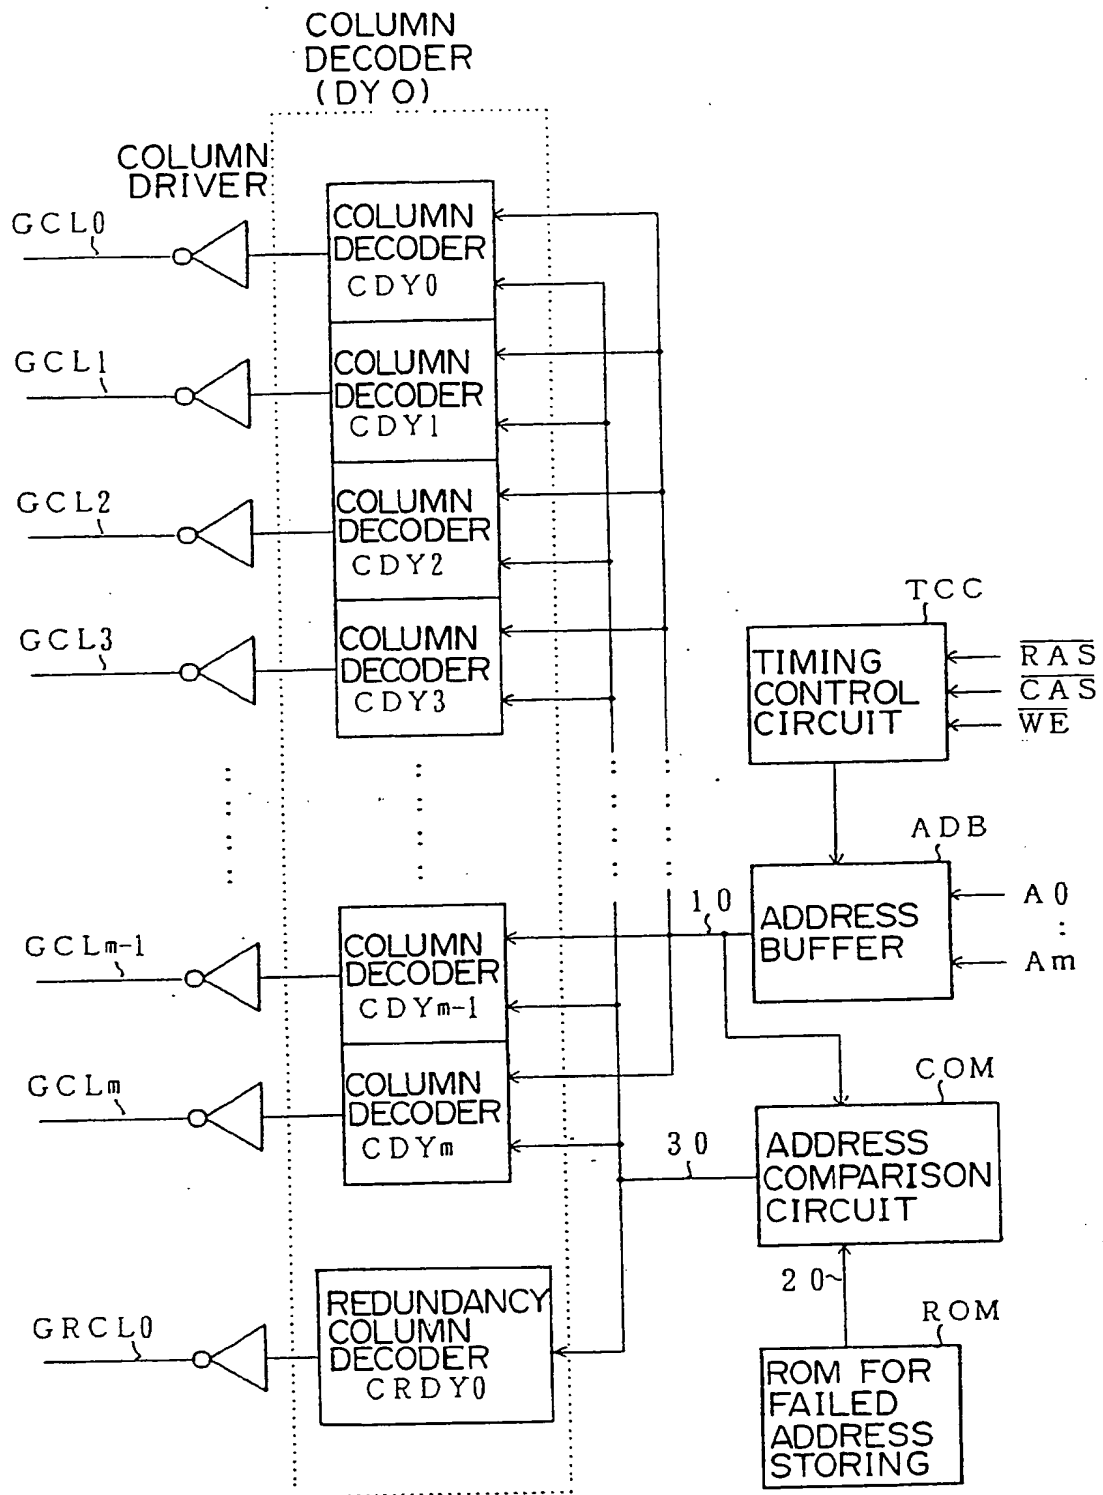 COLUMN
DECODER
(DY0)
COLUMN
DRIVER
GCL0
COLUMN
DECODER
CDY0
GCL1
COLUMN
DECODER
CDY1
GCL2
COLUMN
DECODER
CDY2
GCL3
COLUMN
DECODER
CDY3
TCC
TIMING
CONTROL
CIRCUIT
RAS
CAS
WE
ADB
ADDRESS
BUFFER
A0
Am
10
GCLm-1
COLUMN
DECODER
CDYm-1
GCLm
COLUMN
DECODER
CDYm
COM
ADDRESS
COMPARISON
CIRCUIT
30
20
GRCL0
REDUNDANCY
COLUMN
DECODER
CRDY0
ROM
ROM FOR
FAILED
ADDRESS
STORING